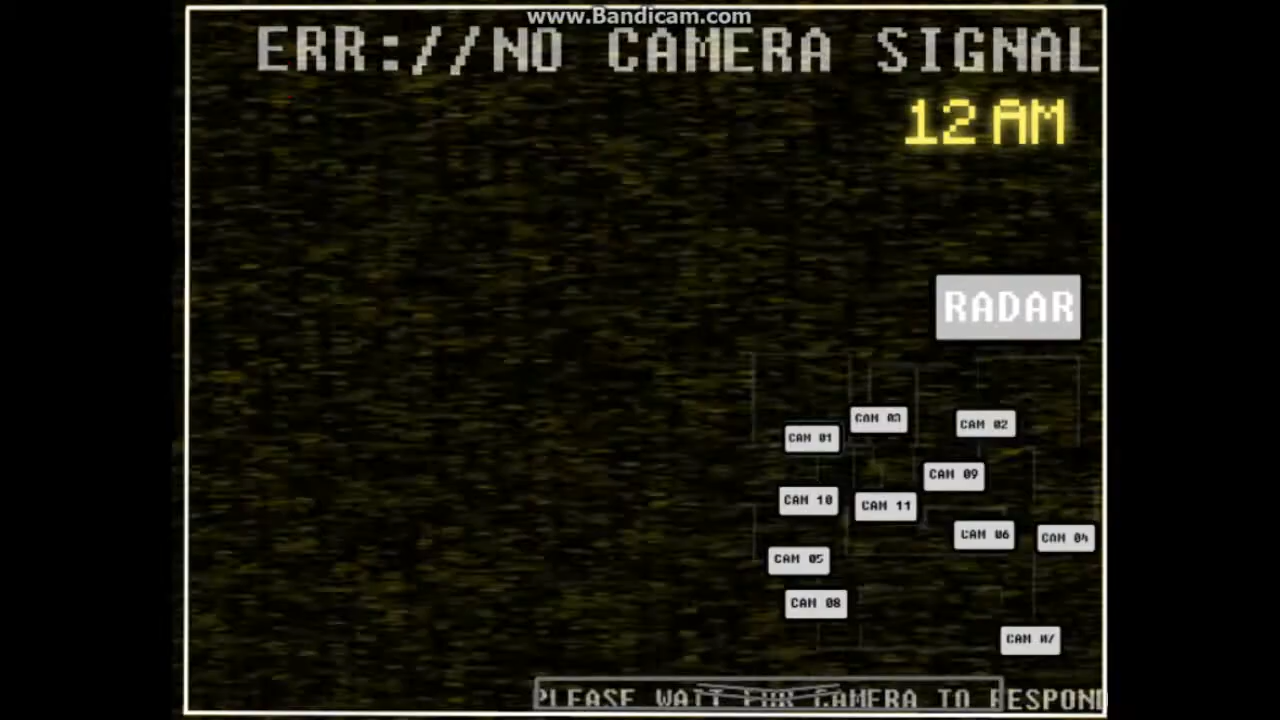 www.Bandicam.com
ERR://NO CAMERA SIGNAL
12 AM
RADAR
CAM 03
CAM 02
CAM 01
CAM 09
CAM 10
CAM 11
CAM 06
CAM 04
CAM 05
CAM 08
CAM 07
PLEASE WAIT FOR CAMERA TO RESPOND